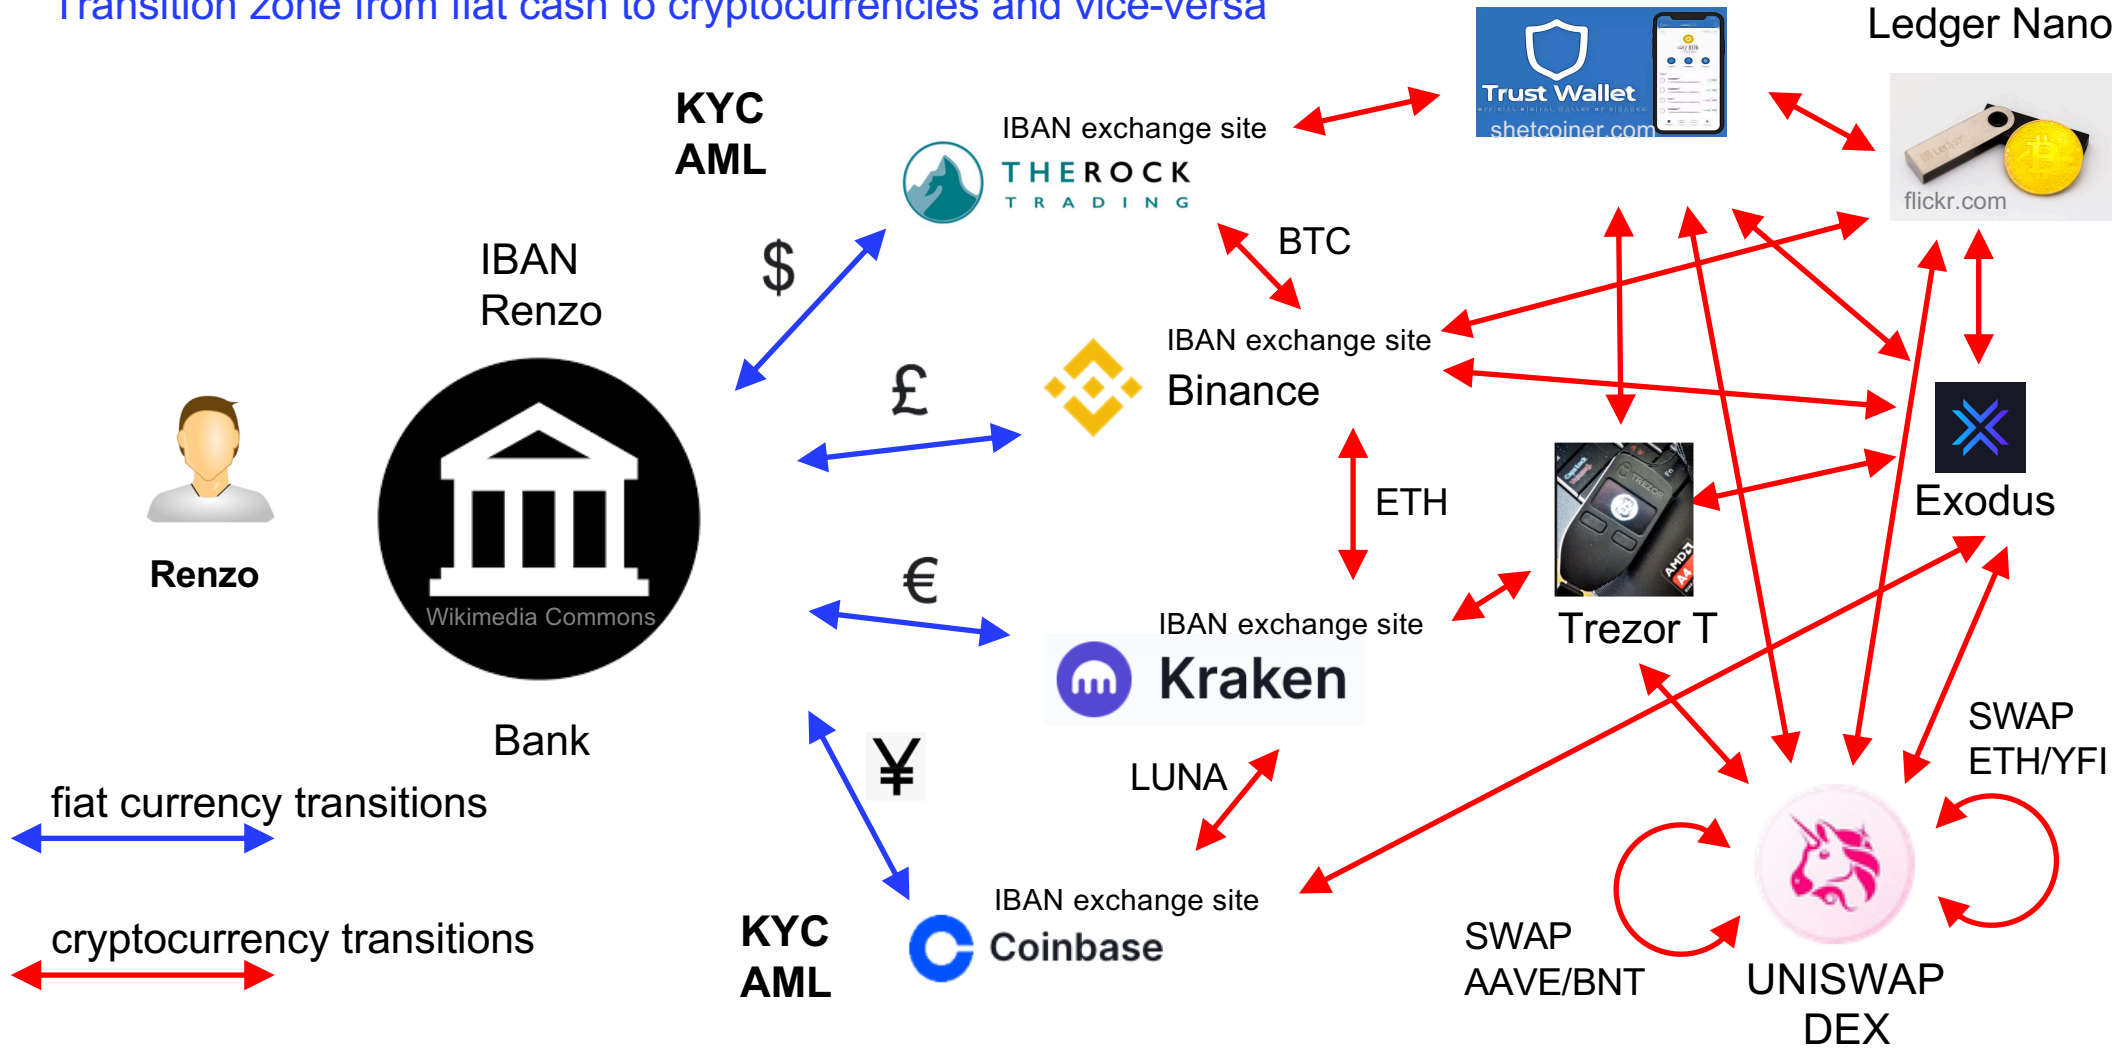 Transition zone from fiat cash to cryptocurrencies and vice-versa
Ledger Nano
Trust Wallet
shetcoiner.com
flickr.com
KYC
AML
IBAN exchange site
THEROCK
TRADING
$
BTC
IBAN
Renzo
£
IBAN exchange site
Binance
ETH
Exodus
TREZOR
AMD
A4
Renzo
Wikimedia Commons
€
IBAN exchange site
Kraken
Trezor T
Bank
¥
LUNA
SWAP
ETH/YFI
fiat currency transitions
cryptocurrency transitions
KYC
AML
IBAN exchange site
Coinbase
SWAP
AAVE/BNT
UNISWAP
DEX